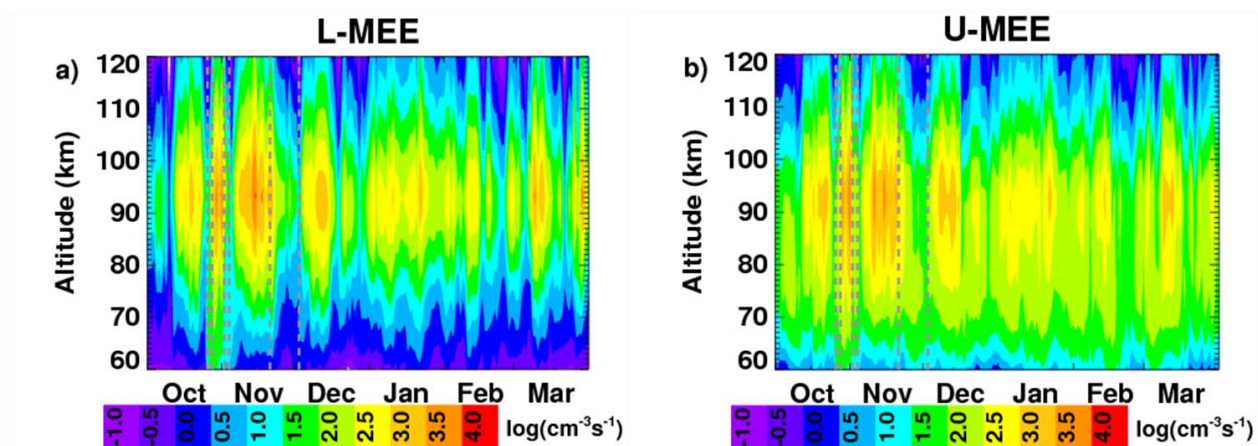 L-MEE
a)
120
110
100
90
80
70
60
Altitude (km)
Oct Nov Dec Jan Feb Mar
-1.0 -0.5 0.0 0.5 1.0 1.5 2.0 2.5 3.0 3.5 4.0 log(cm⁻³s⁻¹)
U-MEE
b)
120
110
100
90
80
70
60
Altitude (km)
Oct Nov Dec Jan Feb Mar
-1.0 -0.5 0.0 0.5 1.0 1.5 2.0 2.5 3.0 3.5 4.0 log(cm⁻³s⁻¹)